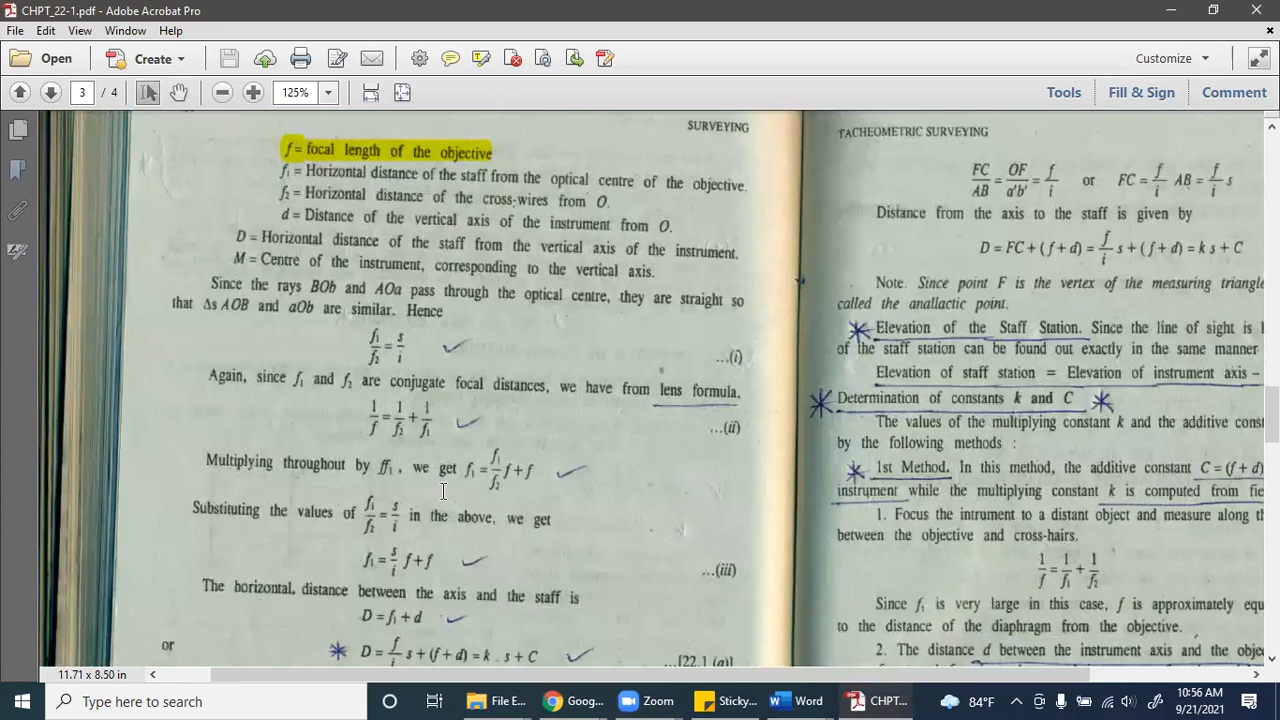 CHPT_22-1.pdf - Adobe Acrobat Pro
File Edit View Window Help
Open Create Customize
3 / 4 125% Tools Fill & Sign Comment
SURVEYING
f = focal length of the objective
f₁ = Horizontal distance of the staff from the optical centre of the objective.
f₂ = Horizontal distance of the cross-wires from O.
d = Distance of the vertical axis of the instrument from O.
D = Horizontal distance of the staff from the vertical axis of the instrument.
M = Centre of the instrument, corresponding to the vertical axis.
Since the rays BOb and AOa pass through the optical centre, they are straight so
that Δs AOB and aOb are similar. Hence
f₁/f₂ = s/i ...(i)
Again, since f₁ and f₂ are conjugate focal distances, we have from lens formula,
1/f = 1/f₂ + 1/f₁ ...(ii)
Multiplying throughout by ff₁, we get f₁ = f₁/f₂ f + f
Substituting the values of f₁/f₂ = s/i in the above, we get
f₁ = s/i f + f ...(iii)
The horizontal, distance between the axis and the staff is
D = f₁ + d
or D = f/i s + (f + d) = k . s + C ...[22.1 (a)]
TACHEOMETRIC SURVEYING
FC/AB = OF/a'b' = f/i or FC = f/i AB = f/i s
Distance from the axis to the staff is given by
D = FC + (f + d) = f/i s + (f + d) = k s + C
Note. Since point F is the vertex of the measuring triangle
called the anallactic point.
Elevation of the Staff Station. Since the line of sight is
of the staff station can be found out exactly in the same manner
Elevation of staff station = Elevation of instrument axis –
Determination of constants k and C
The values of the multiplying constant k and the additive const
by the following methods :
1st Method. In this method, the additive constant C = (f + d)
instrument while the multiplying constant k is computed from fie
1. Focus the intrument to a distant object and measure along th
between the objective and cross-hairs.
1/f = 1/f₁ + 1/f₂
Since f₁ is very large in this case, f is approximately equ
to the distance of the diaphragm from the objective.
2. The distance d between the instrument axis and the obje
11.71 x 8.50 in
Type here to search File E... Goog... Zoom Sticky... Word CHPT... 84°F 10:56 AM
9/21/2021